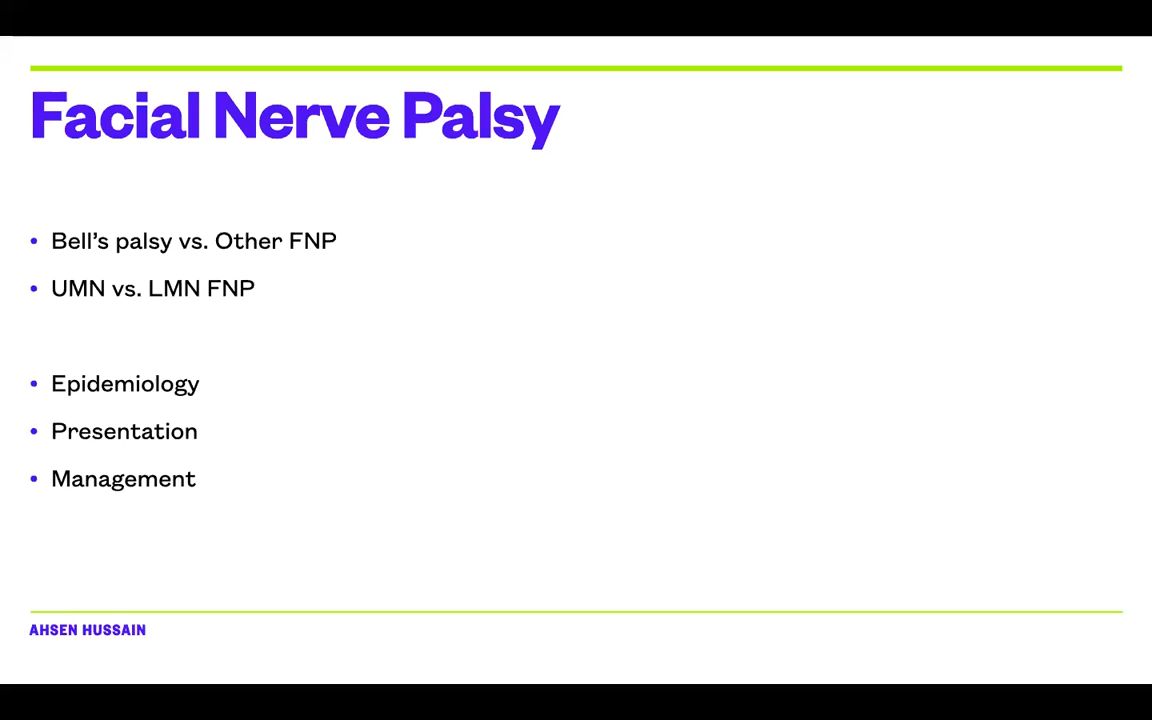 Facial Nerve Palsy
• Bell’s palsy vs. Other FNP
• UMN vs. LMN FNP
• Epidemiology
• Presentation
• Management
AHSEN HUSSAIN